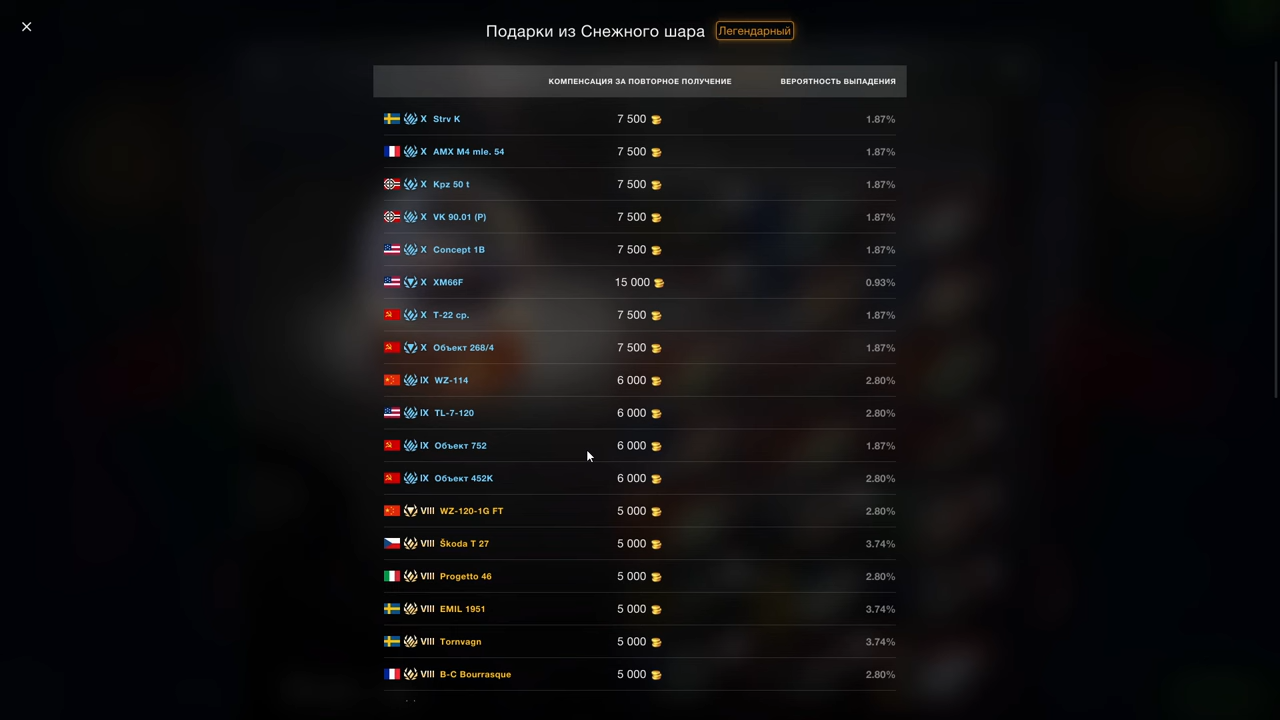 Подарки из Снежного шара Легендарный
КОМПЕНСАЦИЯ ЗА ПОВТОРНОЕ ПОЛУЧЕНИЕ ВЕРОЯТНОСТЬ ВЫПАДЕНИЯ
X Strv K 7 500 1.87%
X AMX M4 mle. 54 7 500 1.87%
X Kpz 50 t 7 500 1.87%
X VK 90.01 (P) 7 500 1.87%
X Concept 1B 7 500 1.87%
X XM66F 15 000 0.93%
X Т-22 ср. 7 500 1.87%
X Объект 268/4 7 500 1.87%
IX WZ-114 6 000 2.80%
IX TL-7-120 6 000 2.80%
IX Объект 752 6 000 1.87%
IX Объект 452К 6 000 2.80%
VIII WZ-120-1G FT 5 000 2.80%
VIII Škoda T 27 5 000 3.74%
VIII Progetto 46 5 000 2.80%
VIII EMIL 1951 5 000 3.74%
VIII Tornvagn 5 000 3.74%
VIII B-C Bourrasque 5 000 2.80%